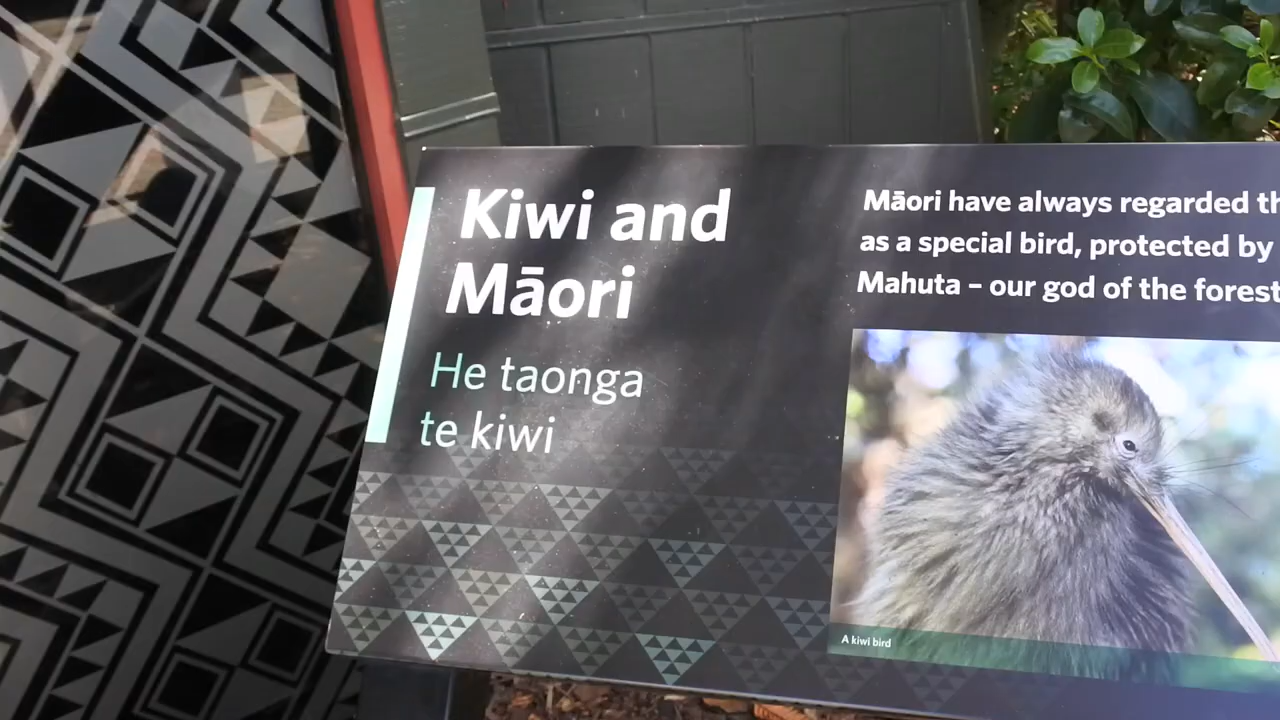 Kiwi and
Māori
He taonga
te kiwi
Māori have always regarded
as a special bird, protected by
Mahuta – our god of the forest
A kiwi bird